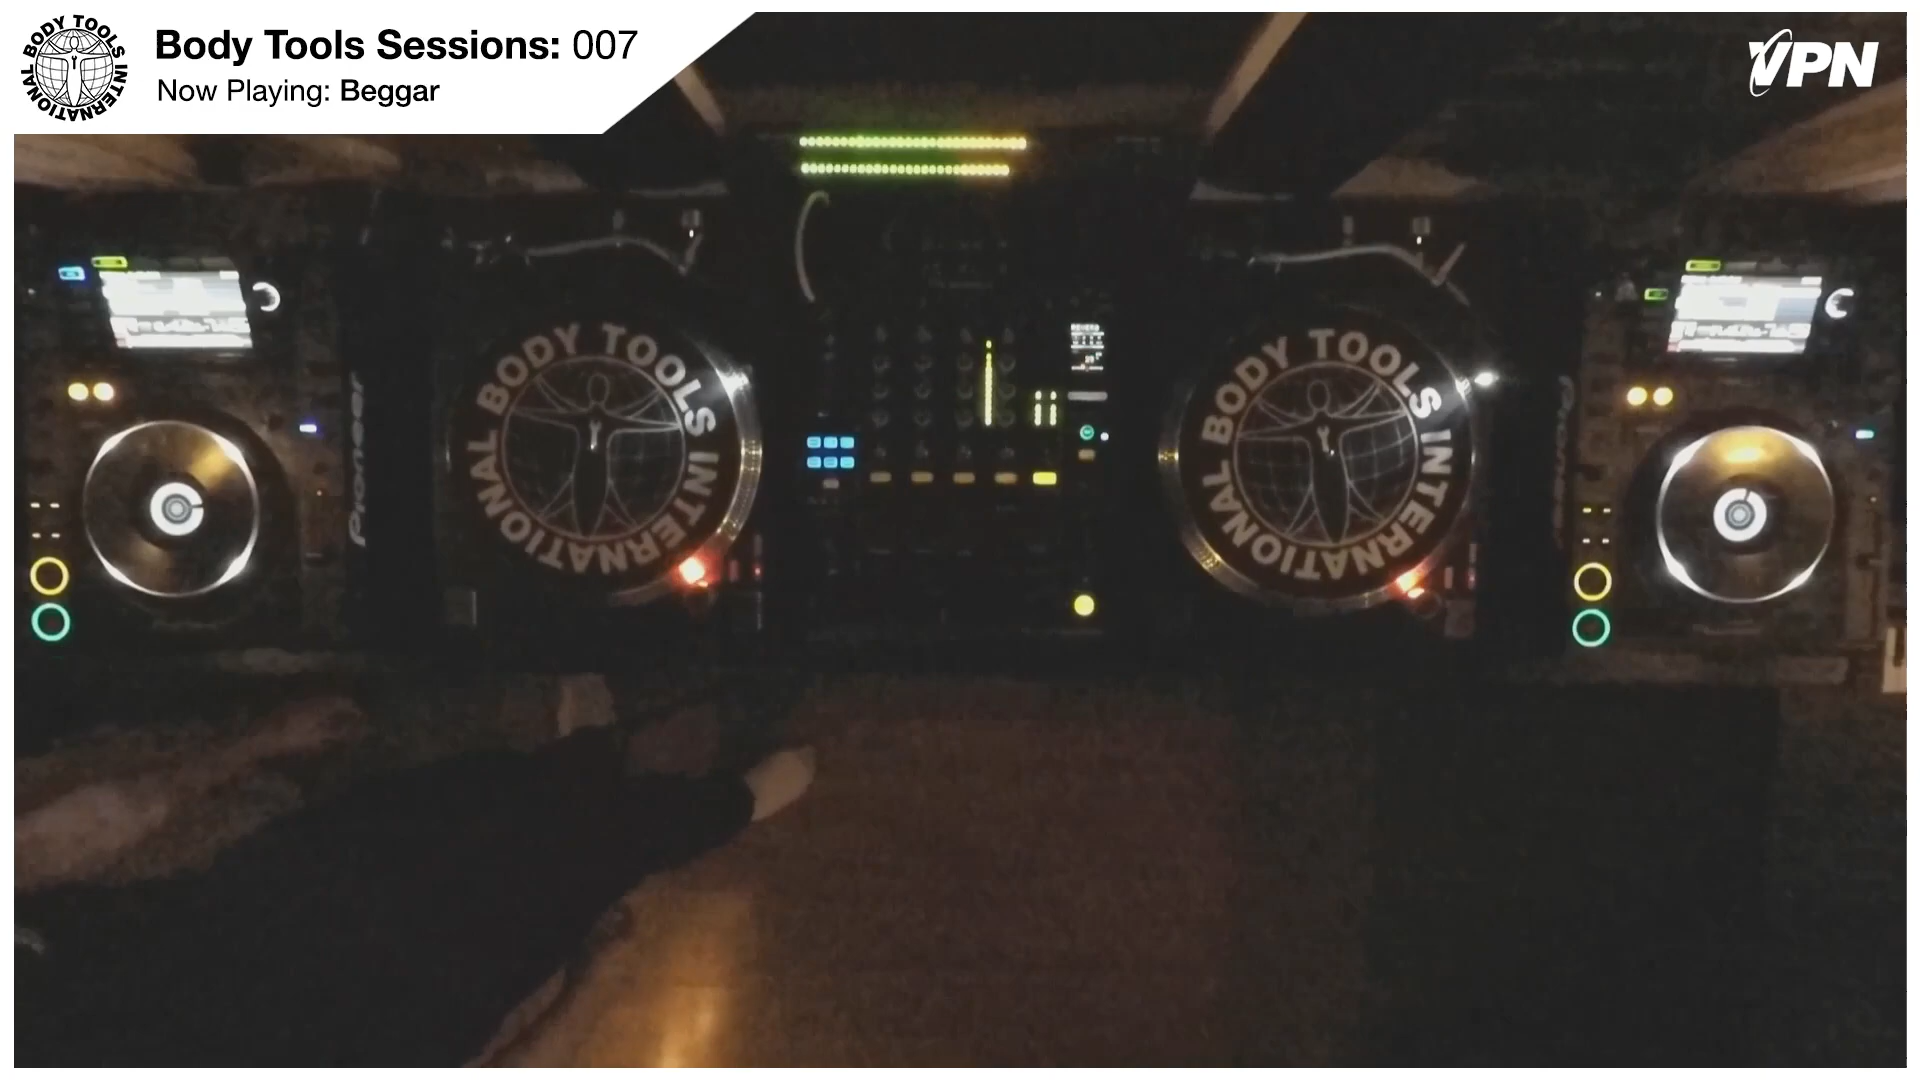 BODY TOOLS INTERNATIONAL
Body Tools Sessions: 007
Now Playing: Beggar
VPN
Pioneer
BODY TOOLS INTERNATIONAL
BODY TOOLS INTERNATIONAL